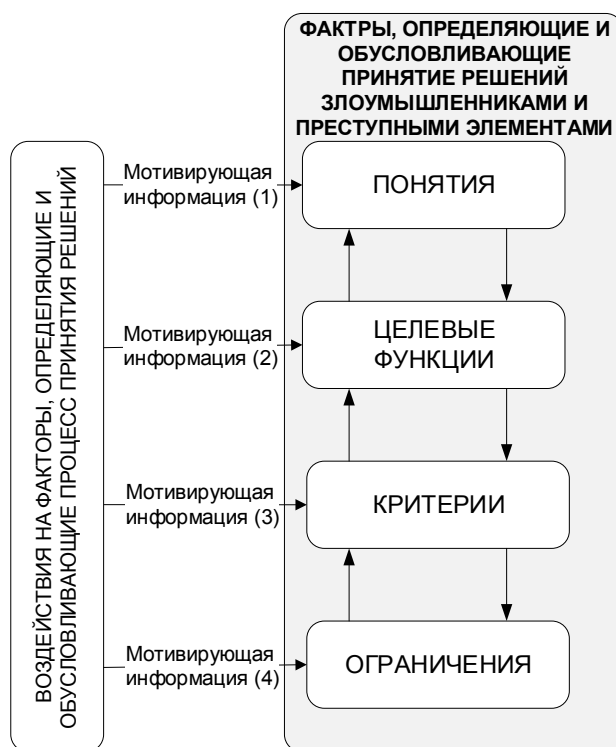 ФАКТРЫ, ОПРЕДЕЛЯЮЩИЕ И
ОБУСЛОВЛИВАЮЩИЕ
ПРИНЯТИЕ РЕШЕНИЙ
ЗЛОУМЫШЛЕННИКАМИ И
ПРЕСТУПНЫМИ ЭЛЕМЕНТАМИ
ВОЗДЕЙСТВИЯ НА ФАКТОРЫ, ОПРЕДЕЛЯЮЩИЕ И
ОБУСЛОВЛИВАЮЩИЕ ПРОЦЕСС ПРИНЯТИЯ РЕШЕНИЙ
Мотивирующая
информация (1)
ПОНЯТИЯ
Мотивирующая
информация (2)
ЦЕЛЕВЫЕ
ФУНКЦИИ
Мотивирующая
информация (3)
КРИТЕРИИ
Мотивирующая
информация (4)
ОГРАНИЧЕНИЯ